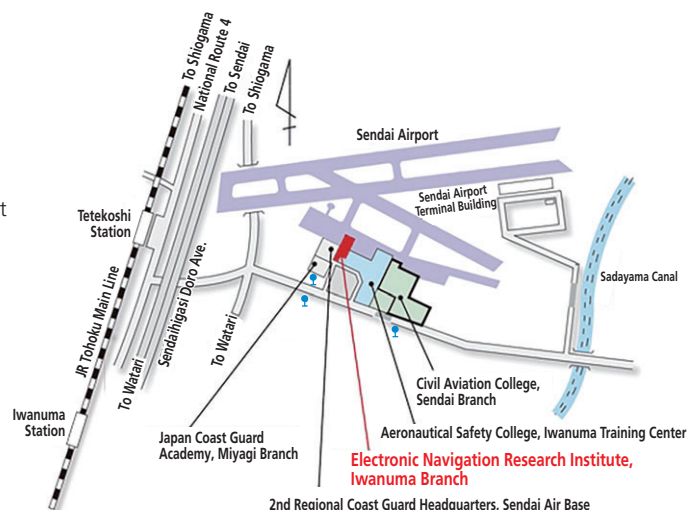 t
To Shiogama
National Route 4
To Sendai
To Shiogama
Sendai Airport
Sendai Airport
Terminal Building
Tetekoshi
Station
Sadayama Canal
JR Tohoku Main Line
Sendaihigasi Doro Ave.
To Watari
To Watari
Iwanuma
Station
Civil Aviation College,
Sendai Branch
Japan Coast Guard
Academy, Miyagi Branch
Aeronautical Safety College, Iwanuma Training Center
Electronic Navigation Research Institute,
Iwanuma Branch
2nd Regional Coast Guard Headquarters, Sendai Air Base